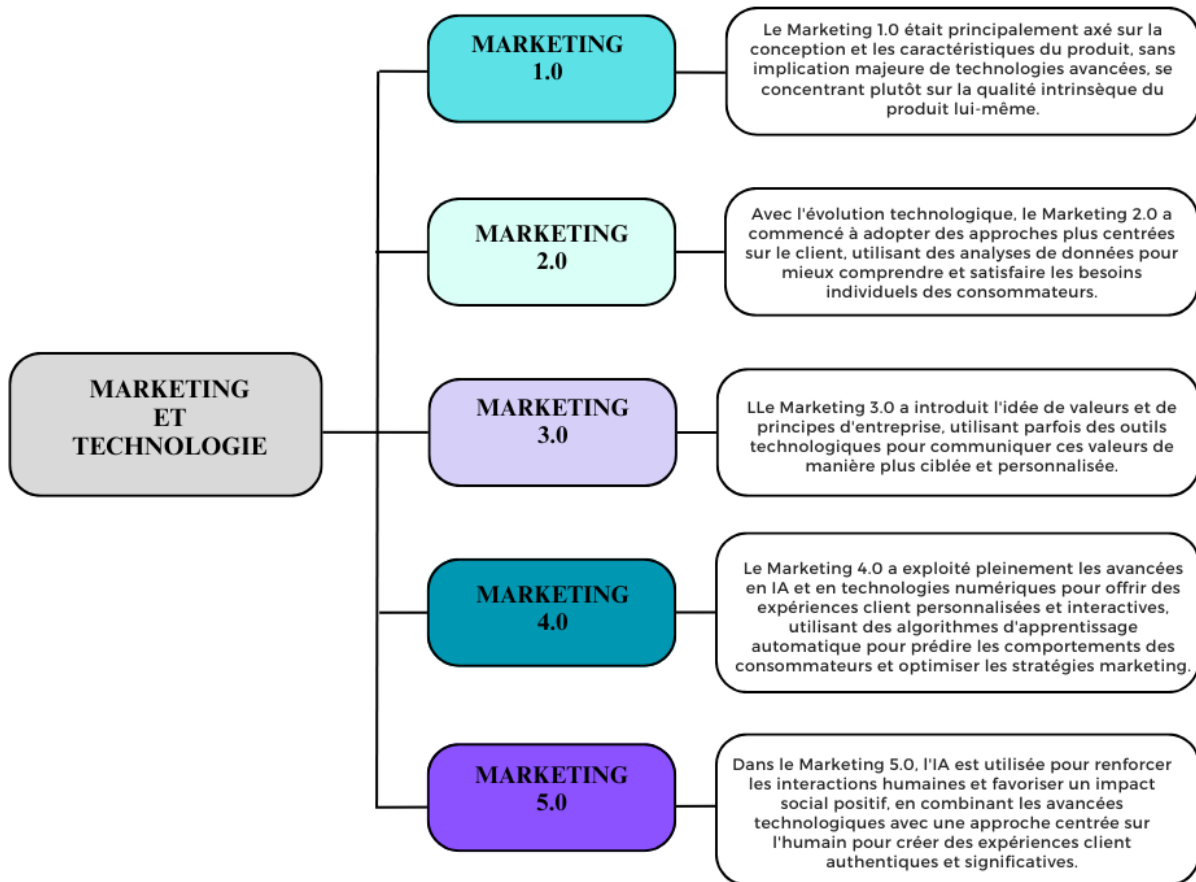 MARKETING
ET
TECHNOLOGIE
MARKETING
1.0
Le Marketing 1.0 était principalement axé sur la
conception et les caractéristiques du produit, sans
implication majeure de technologies avancées, se
concentrant plutôt sur la qualité intrinsèque du
produit lui-même.
MARKETING
2.0
Avec l'évolution technologique, le Marketing 2.0 a
commencé à adopter des approches plus centrées
sur le client, utilisant des analyses de données pour
mieux comprendre et satisfaire les besoins
individuels des consommateurs.
MARKETING
3.0
LLe Marketing 3.0 a introduit l'idée de valeurs et de
principes d'entreprise, utilisant parfois des outils
technologiques pour communiquer ces valeurs de
manière plus ciblée et personnalisée.
MARKETING
4.0
Le Marketing 4.0 a exploité pleinement les avancées
en IA et en technologies numériques pour offrir des
expériences client personnalisées et interactives,
utilisant des algorithmes d'apprentissage
automatique pour prédire les comportements des
consommateurs et optimiser les stratégies marketing.
MARKETING
5.0
Dans le Marketing 5.0, l'IA est utilisée pour renforcer
les interactions humaines et favoriser un impact
social positif, en combinant les avancées
technologiques avec une approche centrée sur
l'humain pour créer des expériences client
authentiques et significatives.